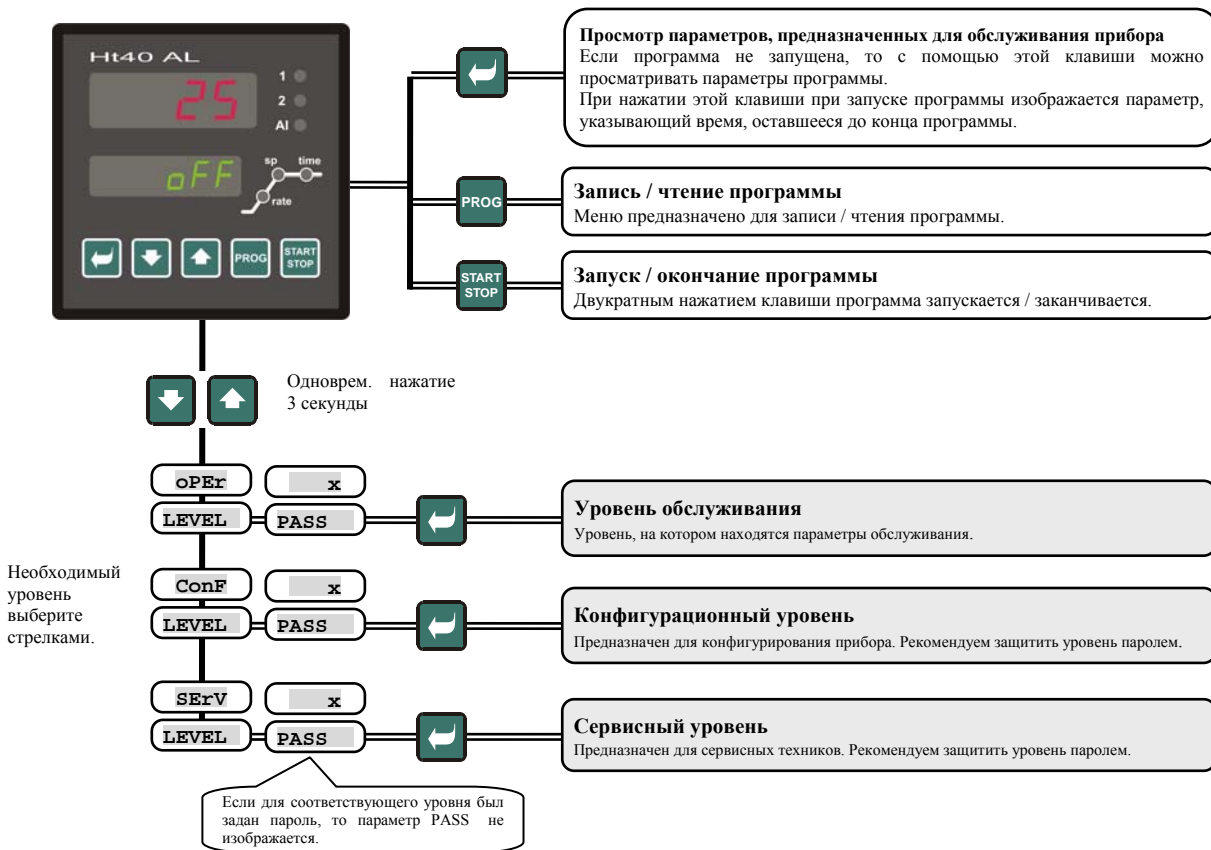 Ht40 AL
25
1
2
AI
oFF
sp
time
rate
PROG
START
STOP
Просмотр параметров, предназначенных для обслуживания прибора
Если программа не запущена, то с помощью этой клавиши можно
просматривать параметры программы.
При нажатии этой клавиши при запуске программы изображается параметр,
указывающий время, оставшееся до конца программы.
PROG
Запись / чтение программы
Меню предназначено для записи / чтения программы.
START
STOP
Запуск / окончание программы
Двукратным нажатием клавиши программа запускается / заканчивается.
Одноврем. нажатие
3 секунды
oPEr
x
LEVEL
PASS
Уровень обслуживания
Уровень, на котором находятся параметры обслуживания.
Необходимый
уровень
выберите
стрелками.
ConF
x
LEVEL
PASS
Конфигурационный уровень
Предназначен для конфигурирования прибора. Рекомендуем защитить уровень паролем.
SErV
x
LEVEL
PASS
Сервисный уровень
Предназначен для сервисных техников. Рекомендуем защитить уровень паролем.
Если для соответствующего уровня был
задан пароль, то параметр PASS не
изображается.